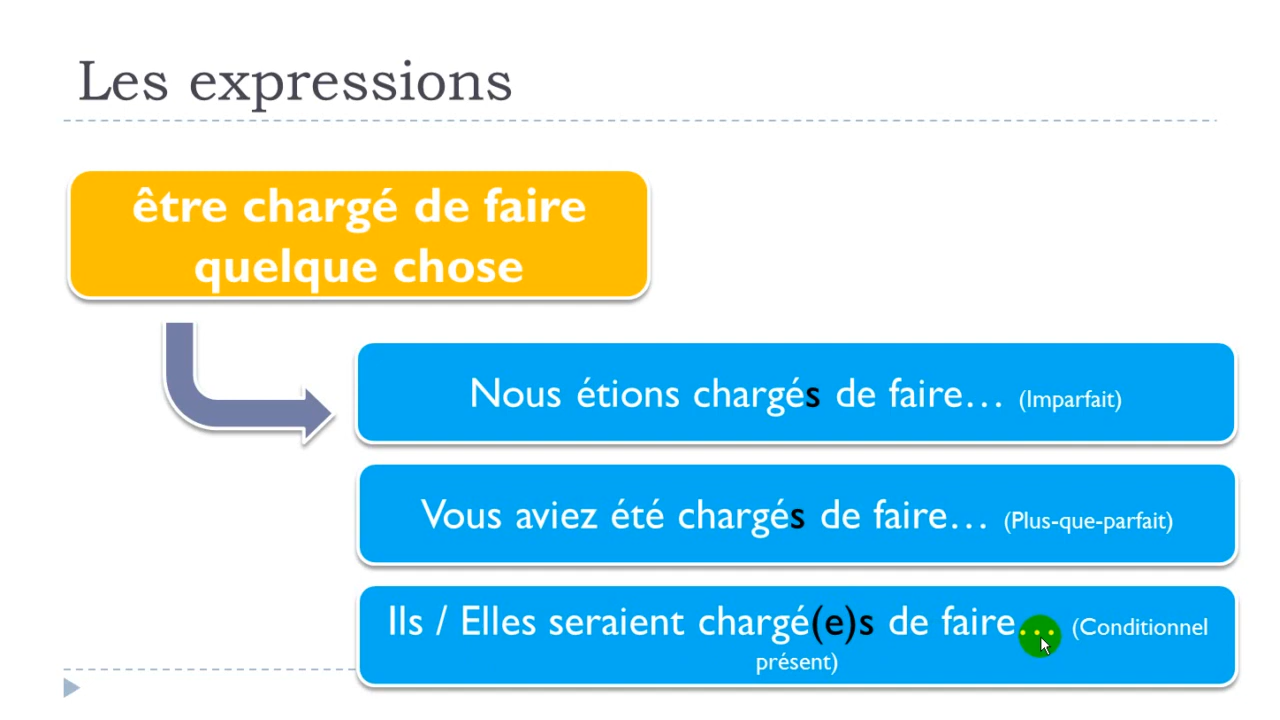 Les expressions
être chargé de faire
quelque chose
Nous étions chargés de faire… (Imparfait)
Vous aviez été chargés de faire… (Plus-que-parfait)
Ils / Elles seraient chargé(e)s de faire… (Conditionnel
présent)